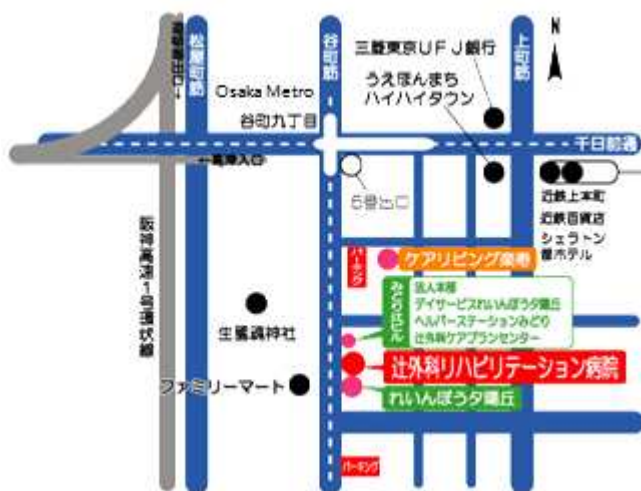 松屋町筋
谷町筋
上町筋
N
三菱東京UFJ銀行
うえほんまち
ハイハイタウン
Osaka Metro
谷町九丁目
千日前通
←高津入口
5番出口
近鉄上本町
近鉄百貨店
シェラトン
都ホテル
阪神高速1号環状線
パーキング
ケアリビング奈寿
法人本部
デイサービスれいんぼう夕陽丘
ヘルパーステーションみどり
辻外科ケアプランセンター
生國魂神社
辻外科リハビリテーション病院
ファミリーマート
れいんぼう夕陽丘
パーキング